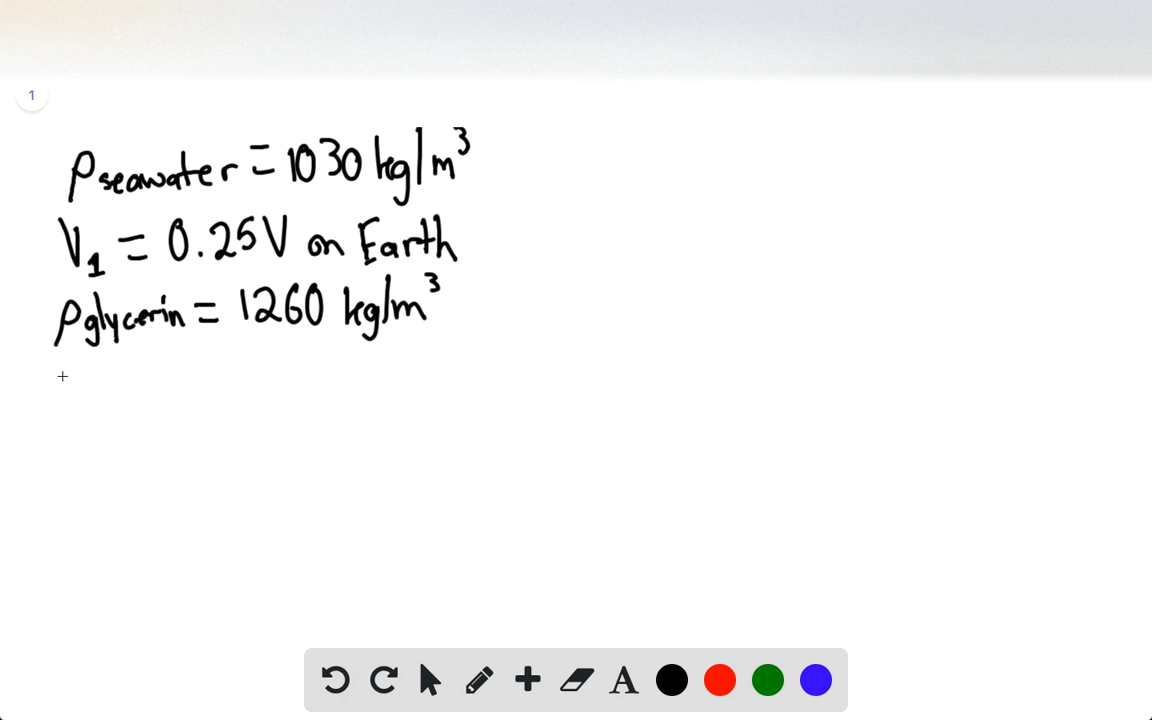 1
ρseawater = 1030 kg/m³
V₁ = 0.25V on Earth
ρglycerin = 1260 kg/m³
A